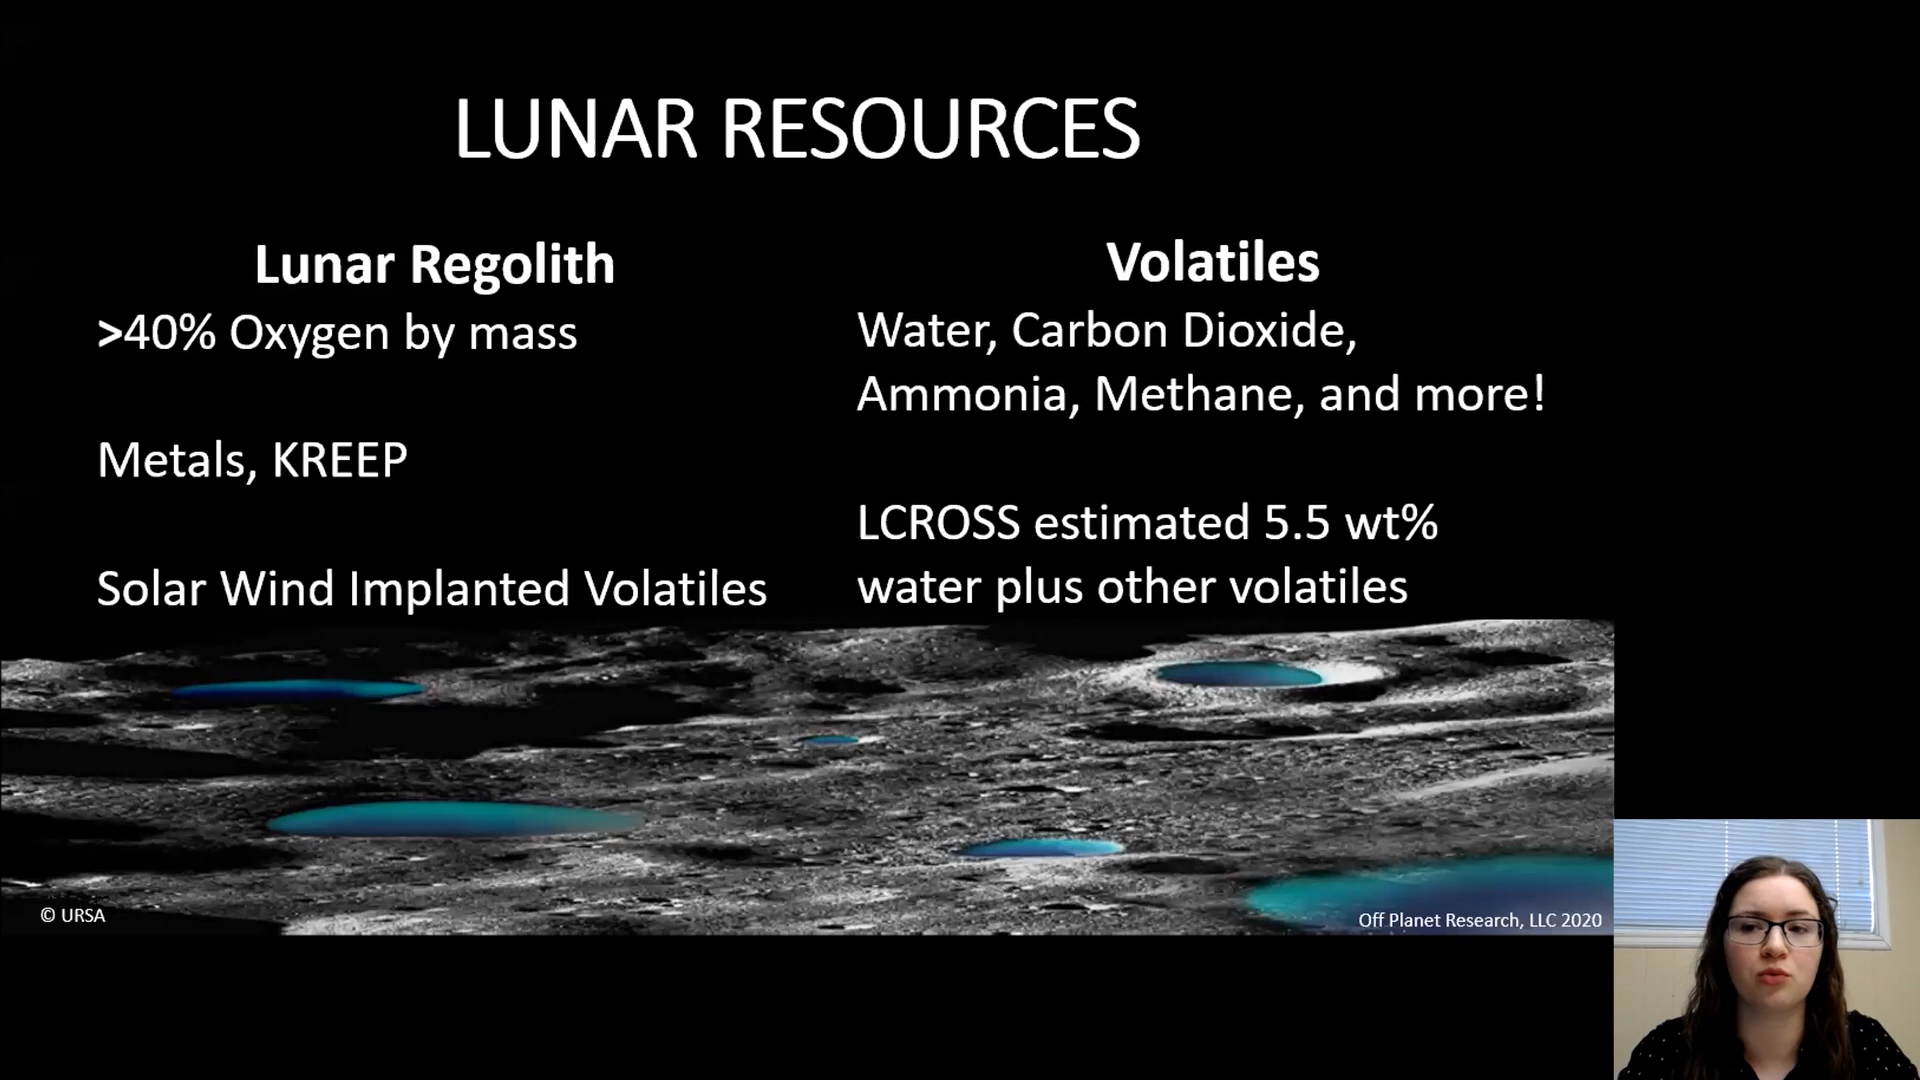 LUNAR RESOURCES
Lunar Regolith
>40% Oxygen by mass
Metals, KREEP
Solar Wind Implanted Volatiles
Volatiles
Water, Carbon Dioxide,
Ammonia, Methane, and more!
LCROSS estimated 5.5 wt%
water plus other volatiles
© URSA
Off Planet Research, LLC 2020